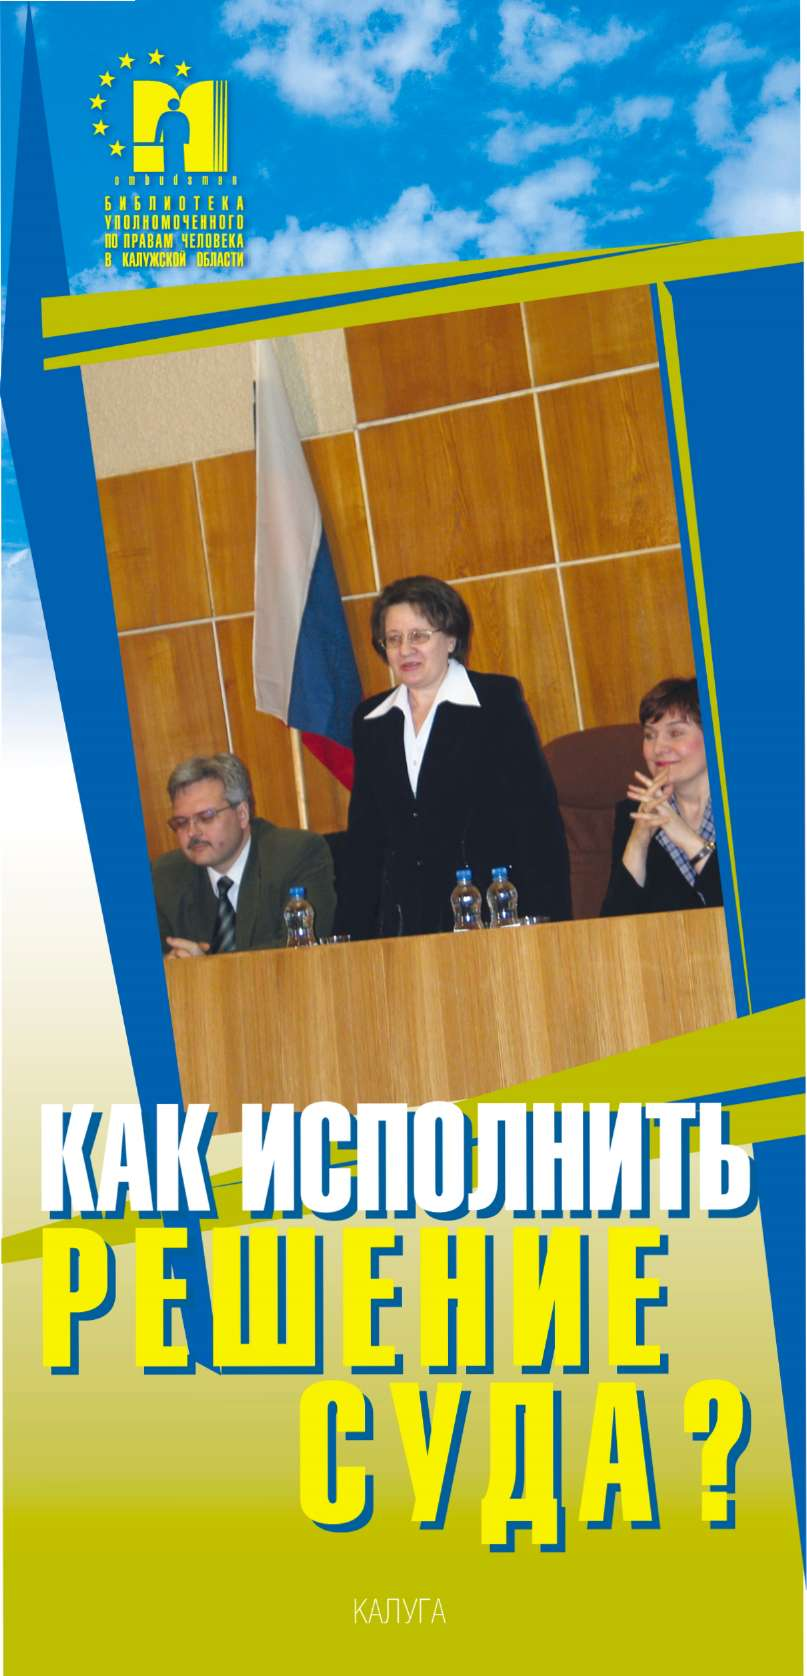 ombudsman
БИБЛИОТЕКА
УПОЛНОМОЧЕННОГО
ПО ПРАВАМ ЧЕЛОВЕКА
В КАЛУЖСКОЙ ОБЛАСТИ
КАК ИСПОЛНИТЬ
РЕШЕНИЕ
СУДА?
КАЛУГА